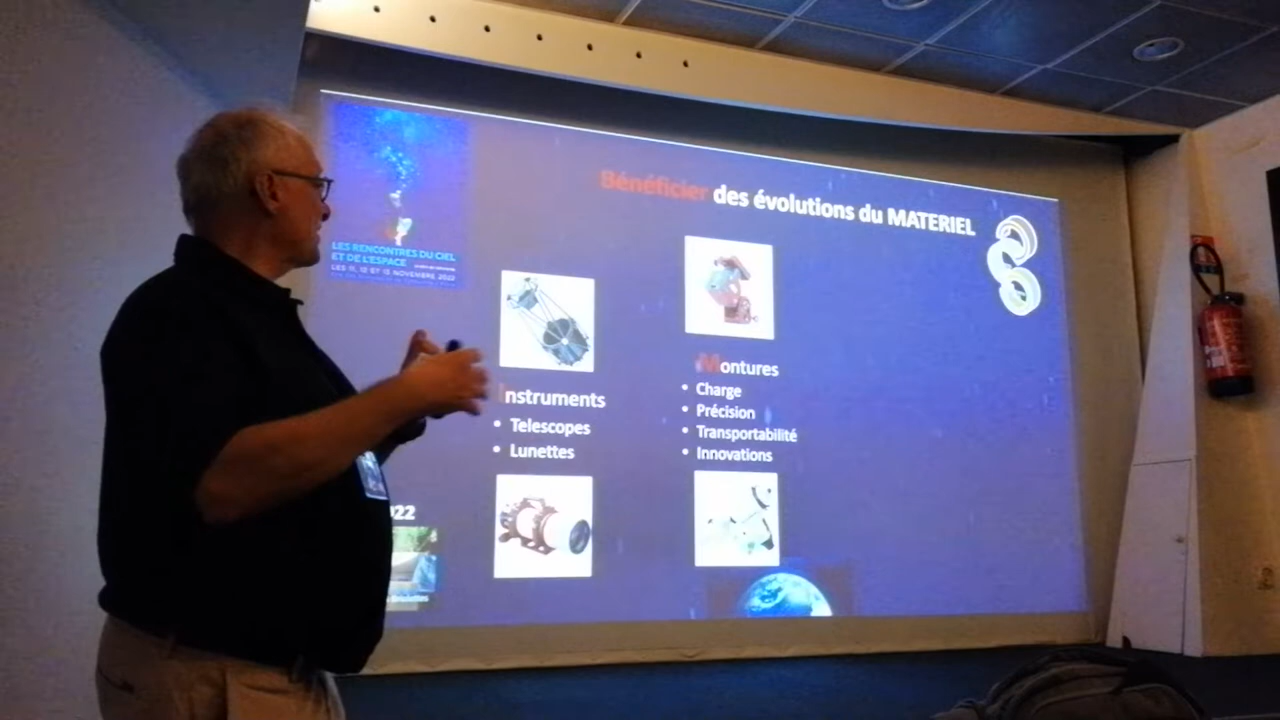 Bénéficier des évolutions du MATERIEL
LES RENCONTRES DU CIEL
ET DE L'ESPACE
LES 11, 12 ET 13 NOVEMBRE 2022
Instruments
• Telescopes
• Lunettes
Montures
• Charge
• Précision
• Transportabilité
• Innovations
022